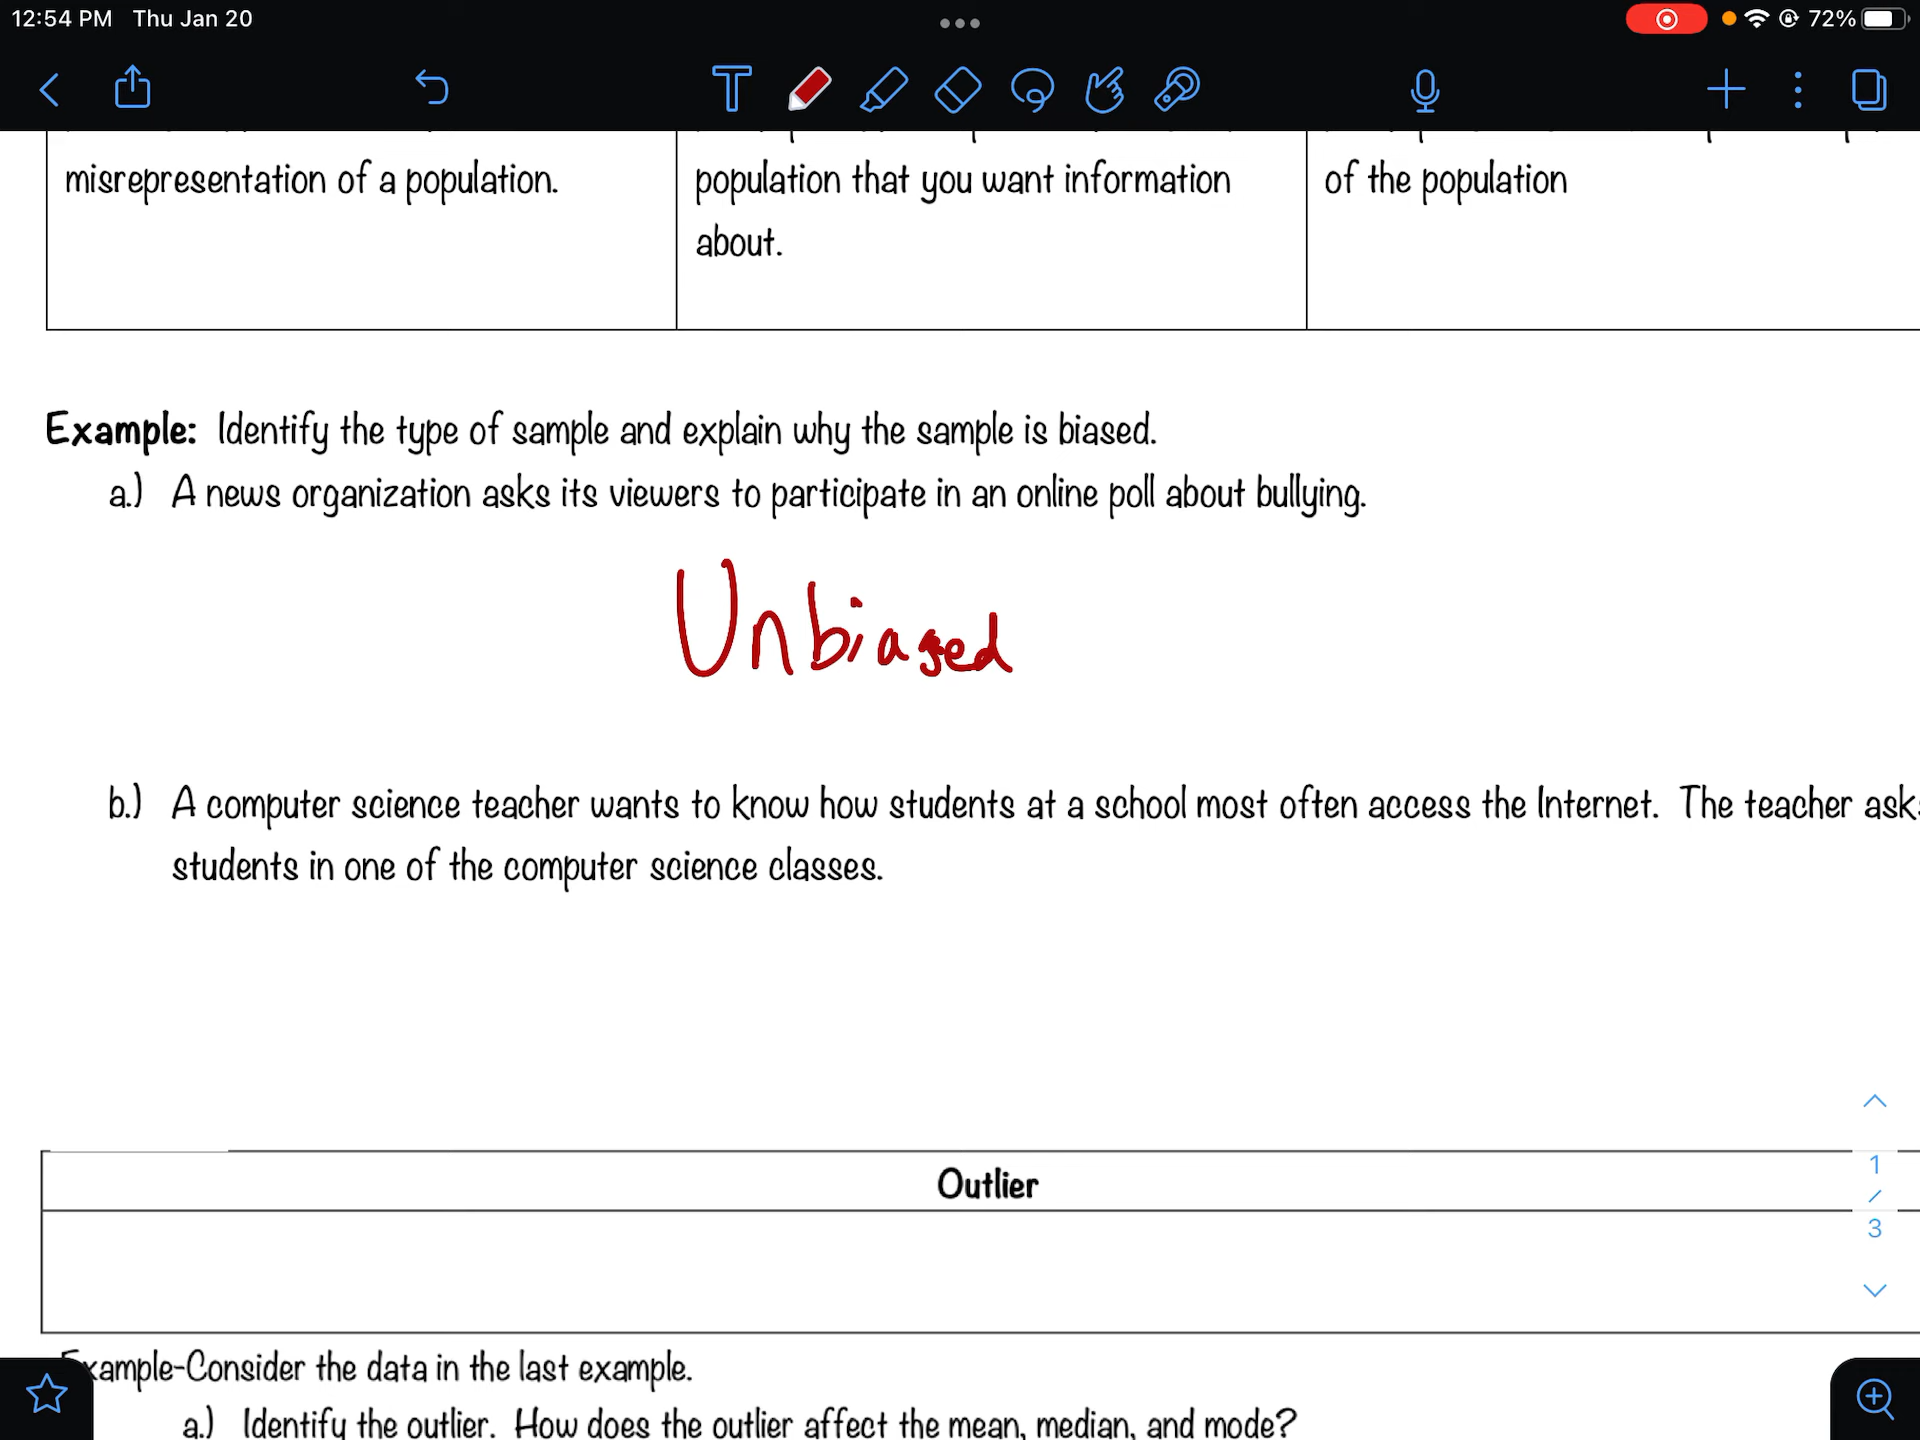 12:54 PM Thu Jan 20
72%
misrepresentation of a population.
population that you want information
about.
of the population
Example: Identify the type of sample and explain why the sample is biased.
a.) A news organization asks its viewers to participate in an online poll about bullying.
Unbiased
b.) A computer science teacher wants to know how students at a school most often access the Internet. The teacher asks
students in one of the computer science classes.
Outlier
1
/
3
Example-Consider the data in the last example.
a.) Identify the outlier. How does the outlier affect the mean, median, and mode?